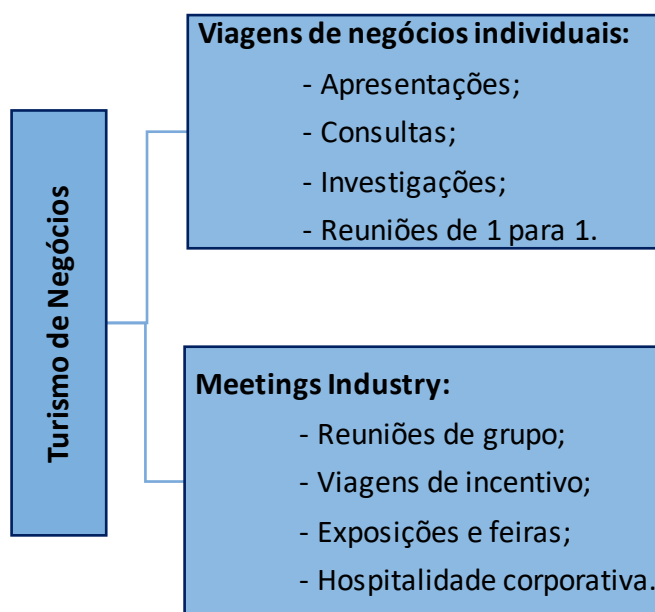 Turismo de Negócios
Viagens de negócios individuais:
- Apresentações;
- Consultas;
- Investigações;
- Reuniões de 1 para 1.
Meetings Industry:
- Reuniões de grupo;
- Viagens de incentivo;
- Exposições e feiras;
- Hospitalidade corporativa.